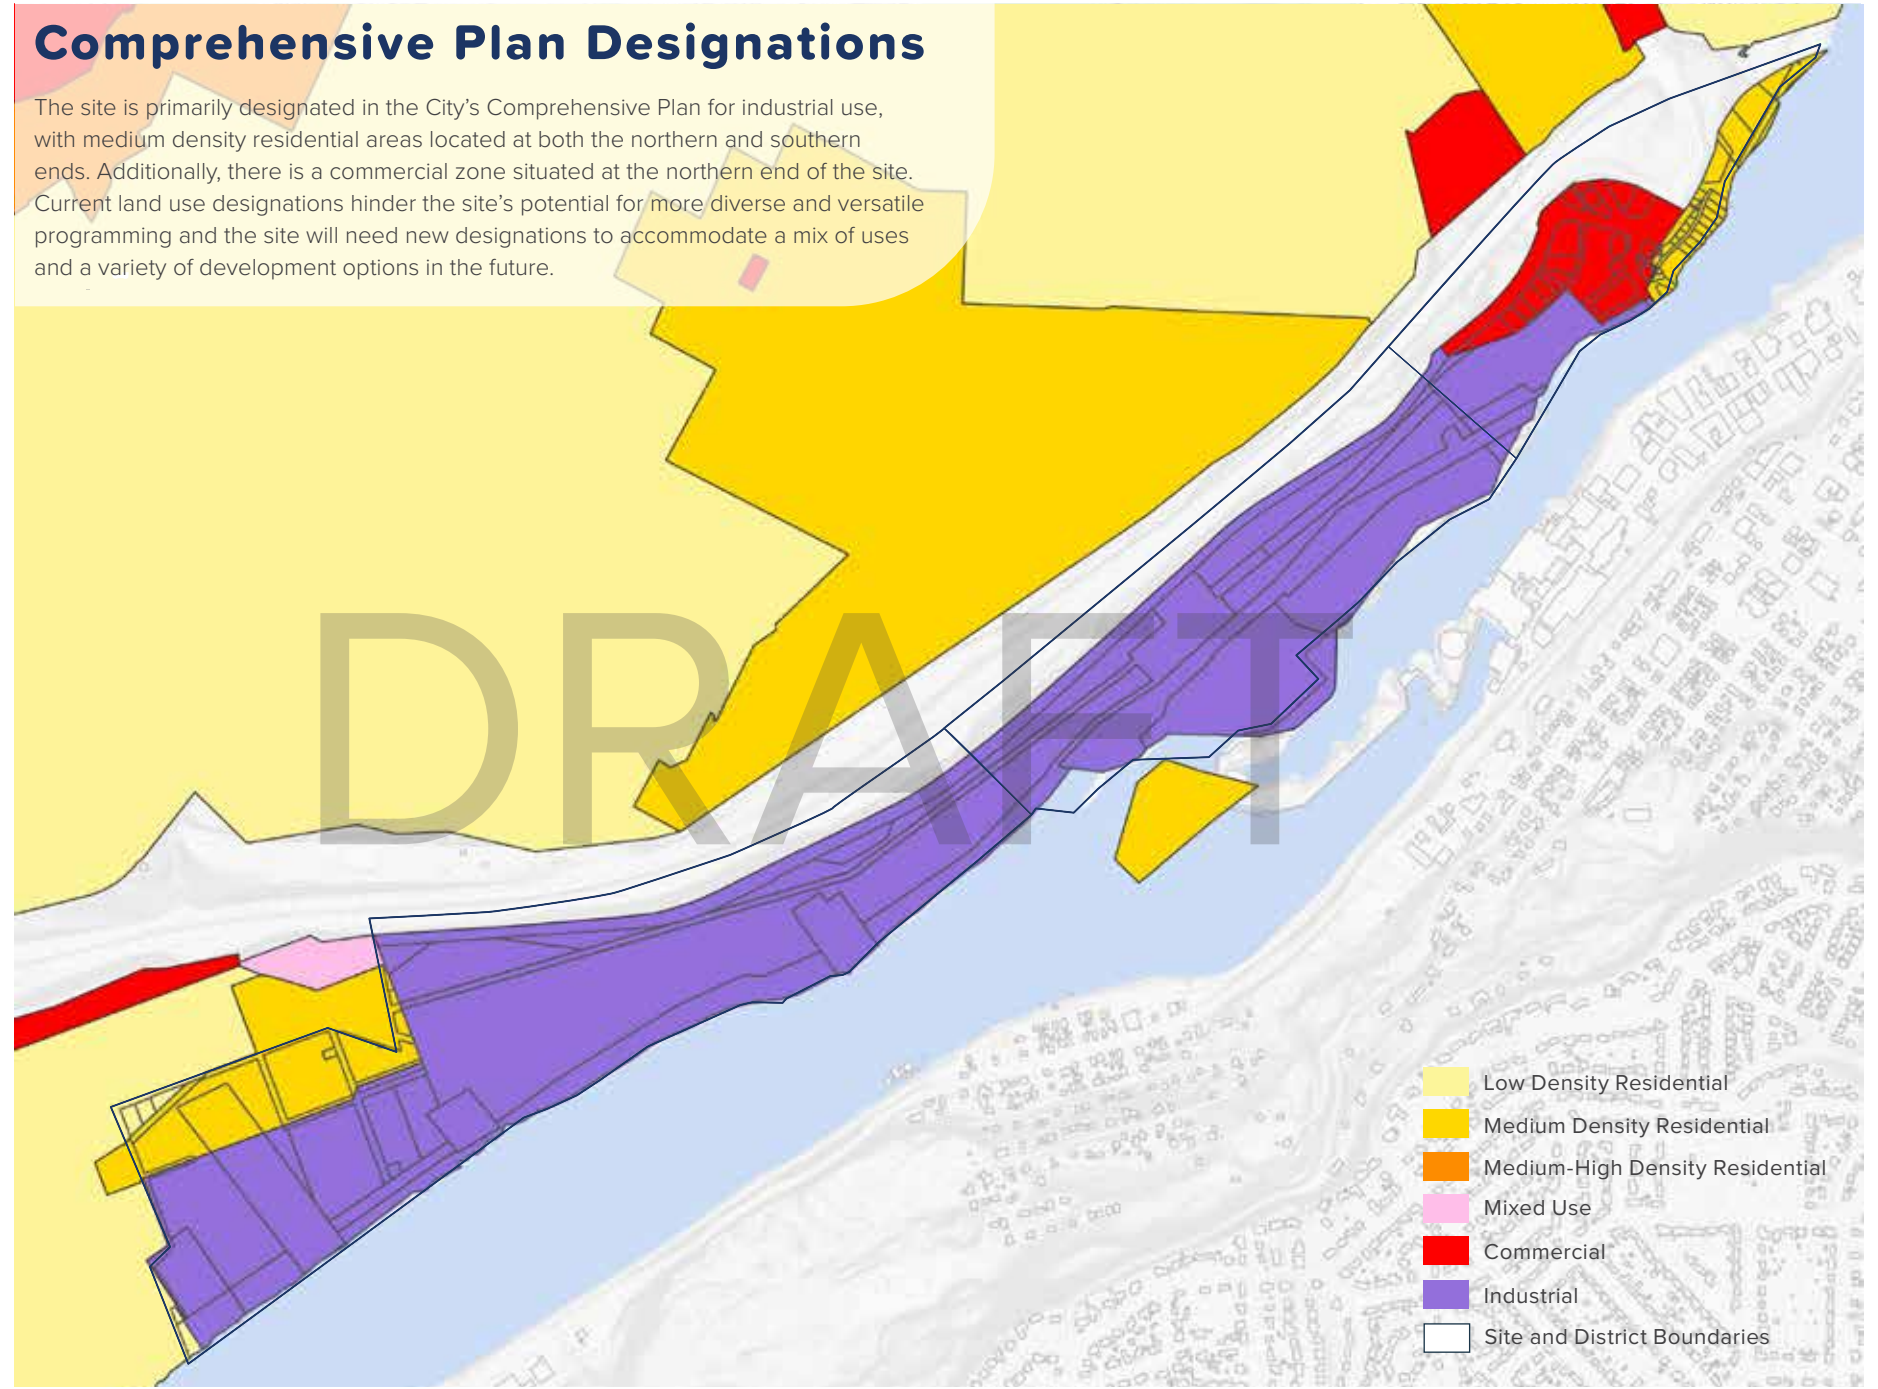 Comprehensive Plan Designations
The site is primarily designated in the City's Comprehensive Plan for industrial use,
with medium density residential areas located at both the northern and southern
ends. Additionally, there is a commercial zone situated at the northern end of the site.
Current land use designations hinder the site's potential for more diverse and versatile
programming and the site will need new designations to accommodate a mix of uses
and a variety of development options in the future.
DRAFT
Low Density Residential
Medium Density Residential
Medium-High Density Residential
Mixed Use
Commercial
Industrial
Site and District Boundaries